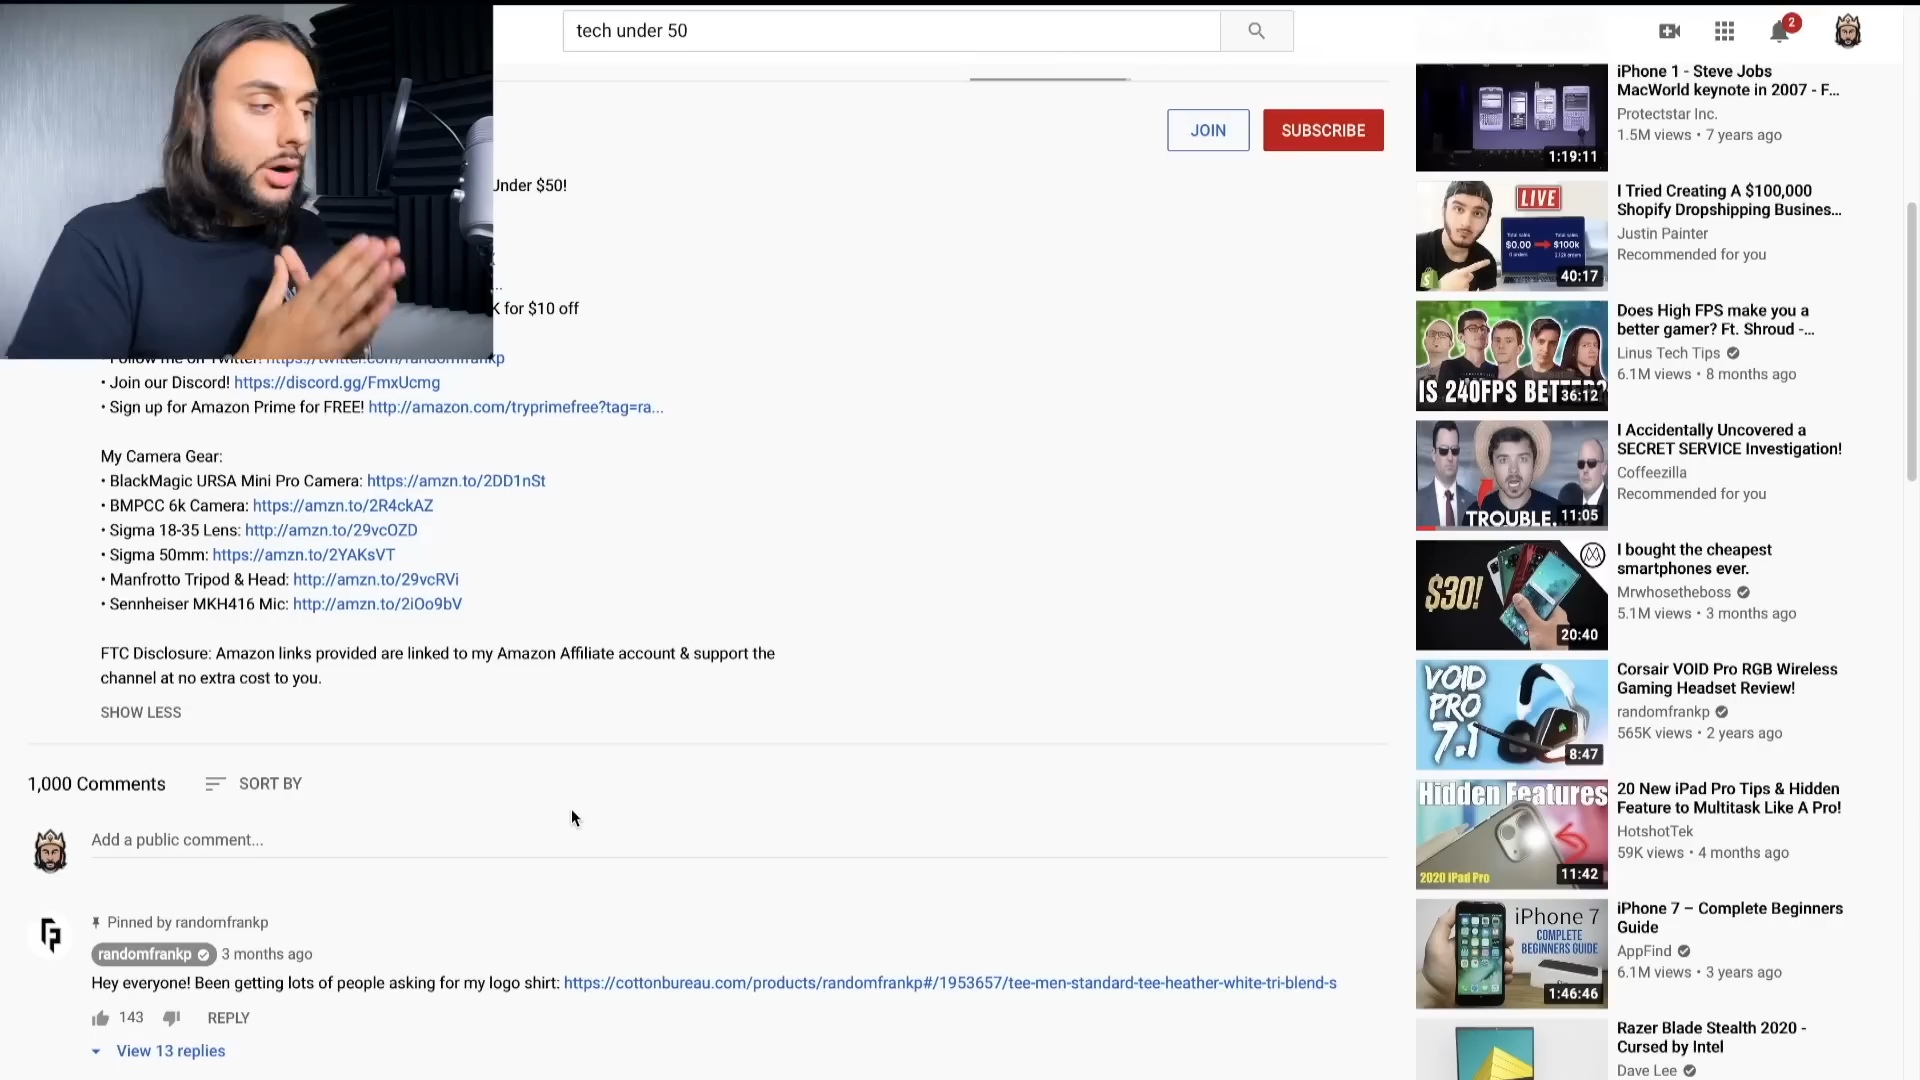 tech under 50
2
JOIN
SUBSCRIBE
Under $50!
K for $10 off
• Follow me on Twitter! https://twitter.com/randomfrankp
• Join our Discord! https://discord.gg/FmxUcmg
• Sign up for Amazon Prime for FREE! http://amazon.com/tryprimefree?tag=ra...
My Camera Gear:
• BlackMagic URSA Mini Pro Camera: https://amzn.to/2DD1nSt
• BMPCC 6k Camera: https://amzn.to/2R4ckAZ
• Sigma 18-35 Lens: http://amzn.to/29vcOZD
• Sigma 50mm: https://amzn.to/2YAKsVT
• Manfrotto Tripod & Head: http://amzn.to/29vcRVi
• Sennheiser MKH416 Mic: http://amzn.to/2iOo9bV
FTC Disclosure: Amazon links provided are linked to my Amazon Affiliate account & support the
channel at no extra cost to you.
SHOW LESS
1,000 Comments
SORT BY
Add a public comment...
Pinned by randomfrankp
randomfrankp 3 months ago
Hey everyone! Been getting lots of people asking for my logo shirt: https://cottonbureau.com/products/randomfrankp#/1953657/tee-men-standard-tee-heather-white-tri-blend-s
143
REPLY
View 13 replies
1:19:11
iPhone 1 - Steve Jobs
MacWorld keynote in 2007 - F...
Protectstar Inc.
1.5M views • 7 years ago
LIVE
$0.00
$100k
40:17
I Tried Creating A $100,000
Shopify Dropshipping Busines...
Justin Painter
Recommended for you
IS 240FPS BETTER?
36:12
Does High FPS make you a
better gamer? Ft. Shroud -...
Linus Tech Tips
6.1M views • 8 months ago
TROUBLE.
11:05
I Accidentally Uncovered a
SECRET SERVICE Investigation!
Coffeezilla
Recommended for you
$30!
20:40
I bought the cheapest
smartphones ever.
Mrwhosetheboss
5.1M views • 3 months ago
VOID
PRO
7.1
8:47
Corsair VOID Pro RGB Wireless
Gaming Headset Review!
randomfrankp
565K views • 2 years ago
Hidden Features
2020 iPad Pro
11:42
20 New iPad Pro Tips & Hidden
Feature to Multitask Like A Pro!
HotshotTek
59K views • 4 months ago
iPhone 7
COMPLETE
BEGINNERS GUIDE
1:46:46
iPhone 7 – Complete Beginners
Guide
AppFind
6.1M views • 3 years ago
Razer Blade Stealth 2020 -
Cursed by Intel
Dave Lee